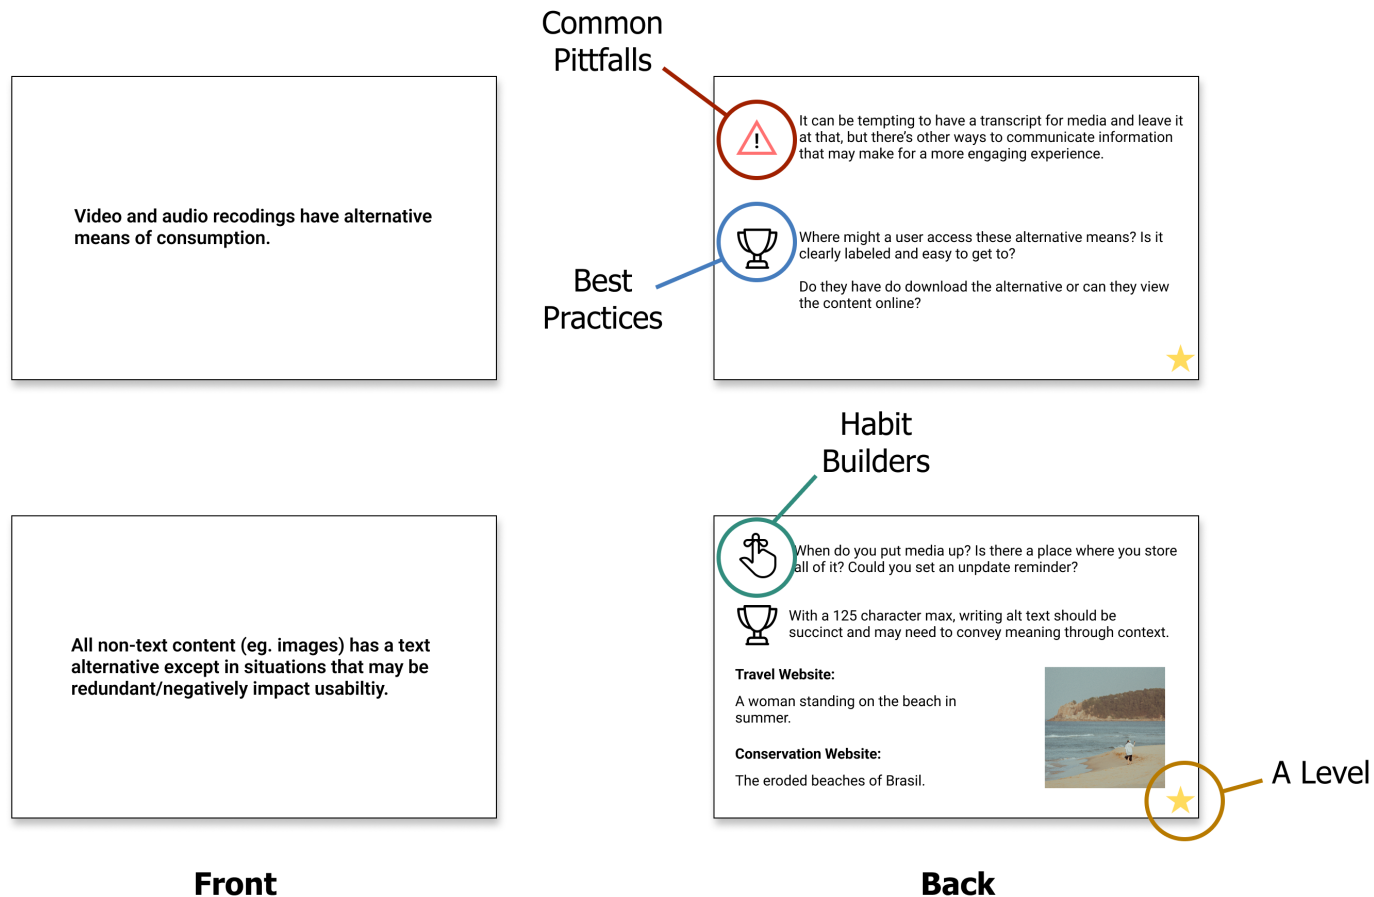 Common
Pittfalls
Video and audio recodings have alternative
means of consumption.
It can be tempting to have a transcript for media and leave it
at that, but there's other ways to communicate information
that may make for a more engaging experience.
Best
Practices
Where might a user access these alternative means? Is it
clearly labeled and easy to get to?
Do they have do download the alternative or can they view
the content online?
Habit
Builders
All non-text content (eg. images) has a text
alternative except in situations that may be
redundant/negatively impact usabiltiy.
When do you put media up? Is there a place where you store
all of it? Could you set an unpdate reminder?
With a 125 character max, writing alt text should be
succinct and may need to convey meaning through context.
Travel Website:
A woman standing on the beach in
summer.
Conservation Website:
The eroded beaches of Brasil.
A Level
Front
Back